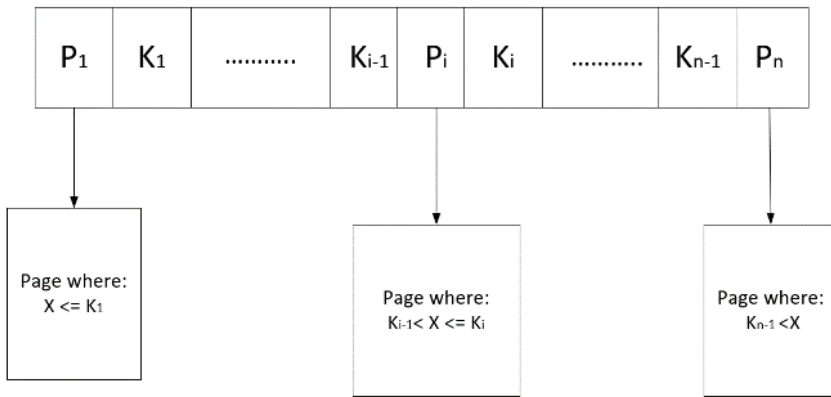 P₁ K₁ ........... Kᵢ₋₁ Pᵢ Kᵢ ........... Kₙ₋₁ Pₙ
Page where:
X <= K₁
Page where:
Kᵢ₋₁< X <= Kᵢ
Page where:
Kₙ₋₁ <X